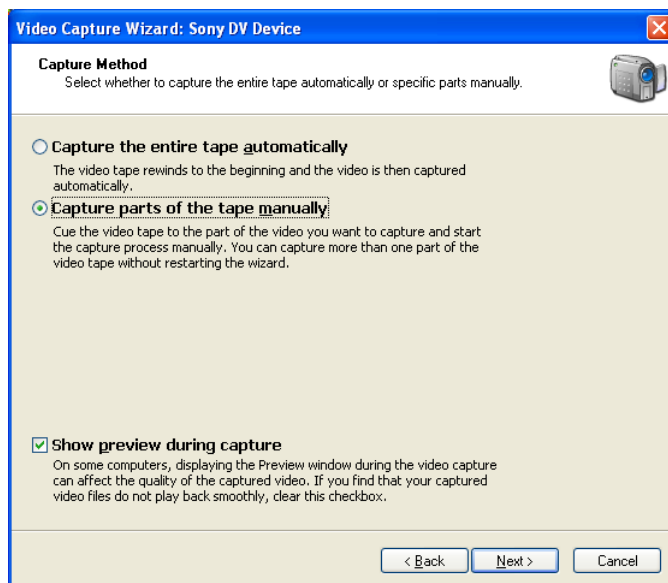 Video Capture Wizard: Sony DV Device
Capture Method
Select whether to capture the entire tape automatically or specific parts manually.
Capture the entire tape automatically
The video tape rewinds to the beginning and the video is then captured
automatically.
Capture parts of the tape manually
Cue the video tape to the part of the video you want to capture and start
the capture process manually. You can capture more than one part of the
video tape without restarting the wizard.
Show preview during capture
On some computers, displaying the Preview window during the video capture
can affect the quality of the captured video. If you find that your captured
video files do not play back smoothly, clear this checkbox.
< Back Next > Cancel